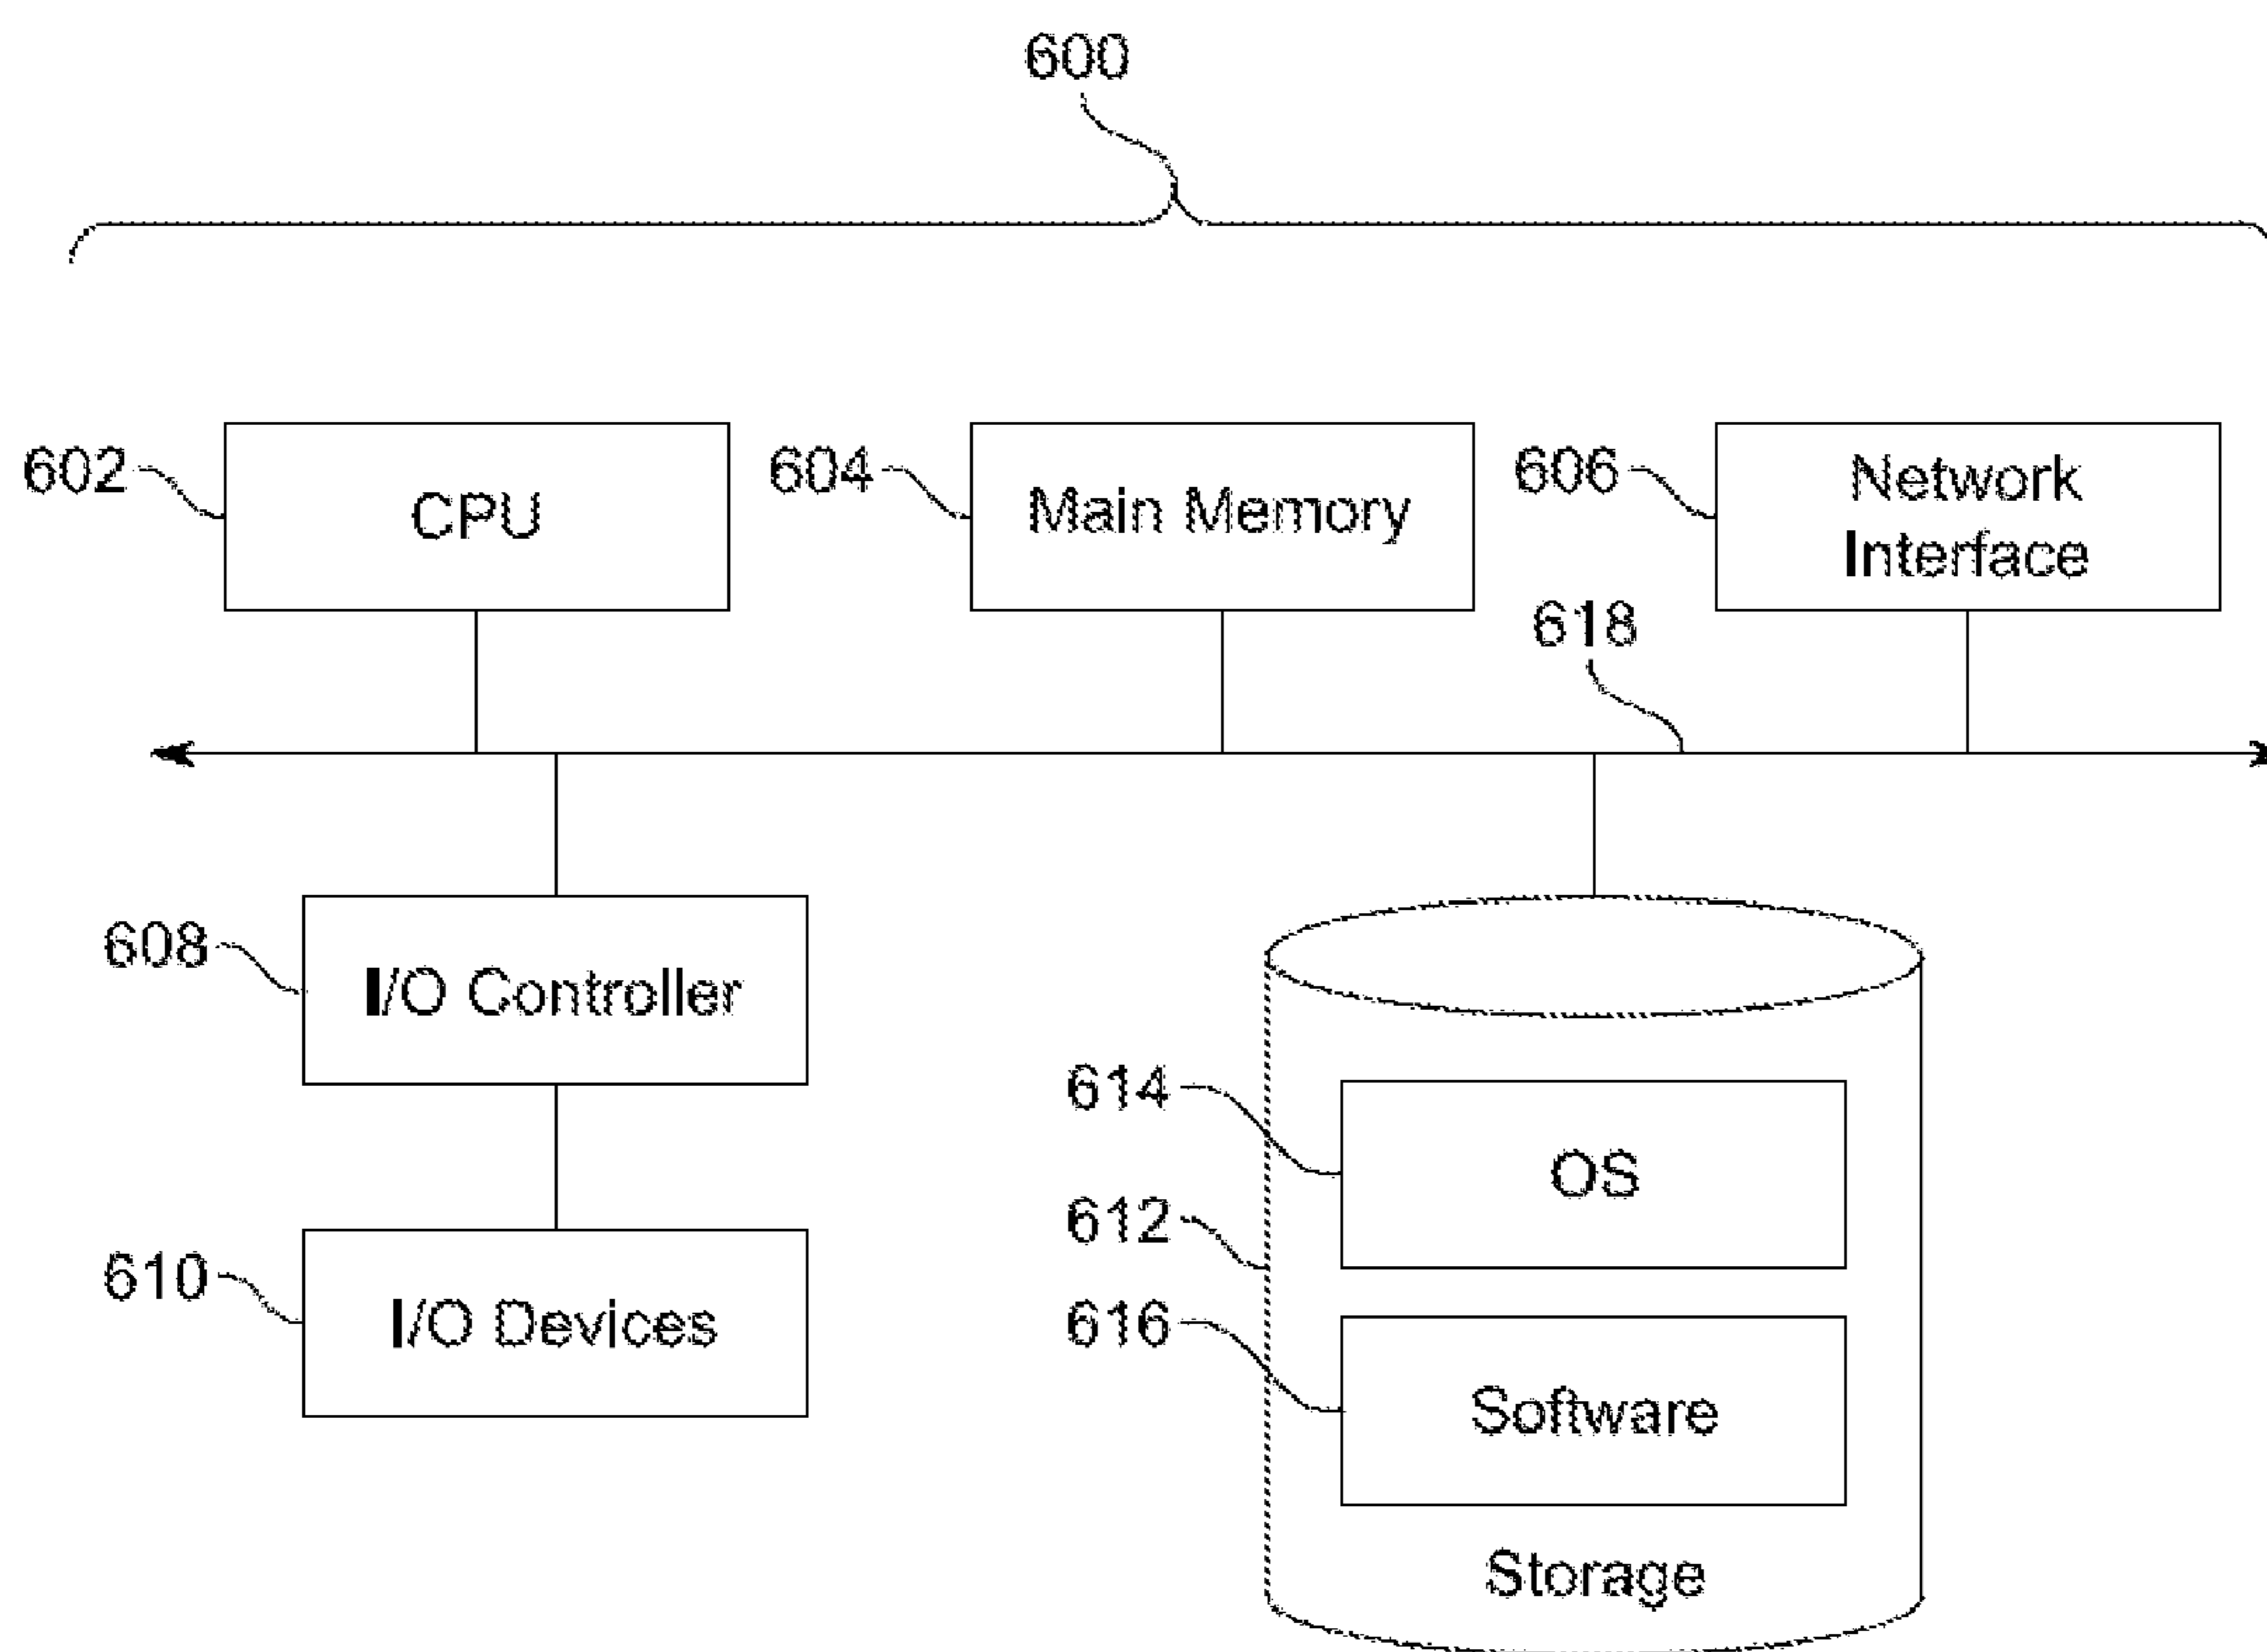 600
602
CPU
604
Main Memory
606
Network
Interface
618
608
I/O Controller
614
OS
612
610
I/O Devices
616
Software
Storage